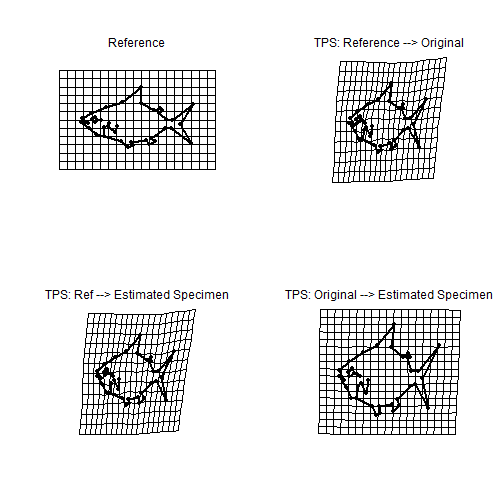 Reference
TPS: Reference --> Original
TPS: Ref --> Estimated Specimen
TPS: Original --> Estimated Specimen